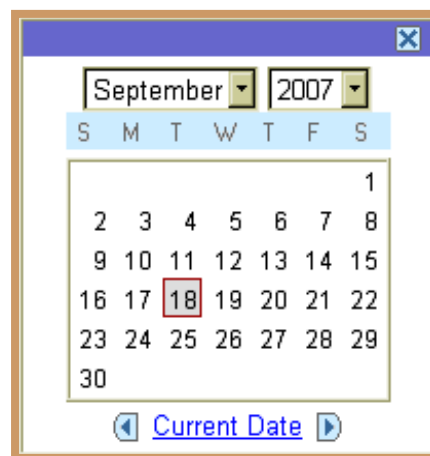 September 2007
S M T W T F S
1
2 3 4 5 6 7 8
9 10 11 12 13 14 15
16 17 18 19 20 21 22
23 24 25 26 27 28 29
30
Current Date